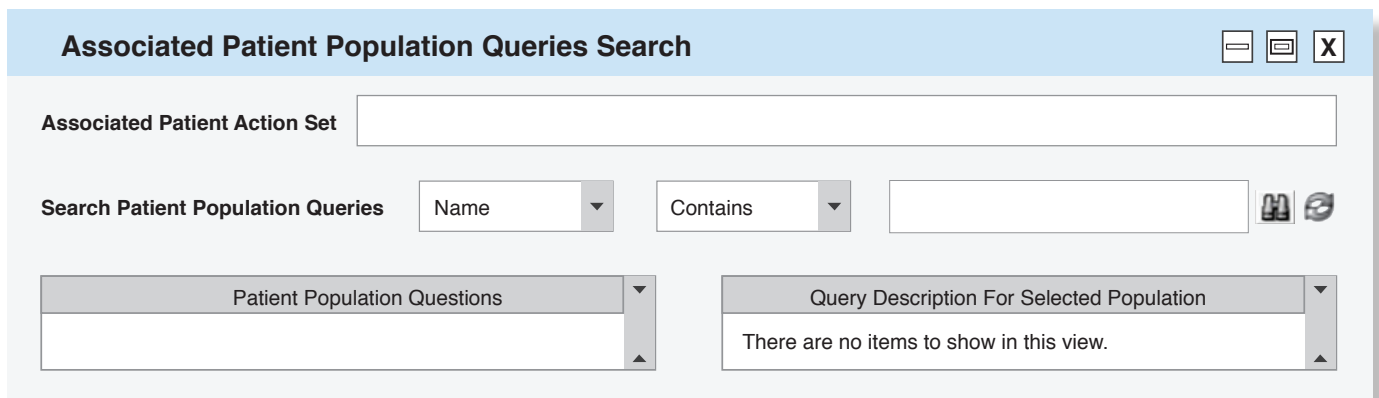 Associated Patient Population Queries Search
X
Associated Patient Action Set
Search Patient Population Queries Name Contains
Patient Population Questions Query Description For Selected Population
There are no items to show in this view.